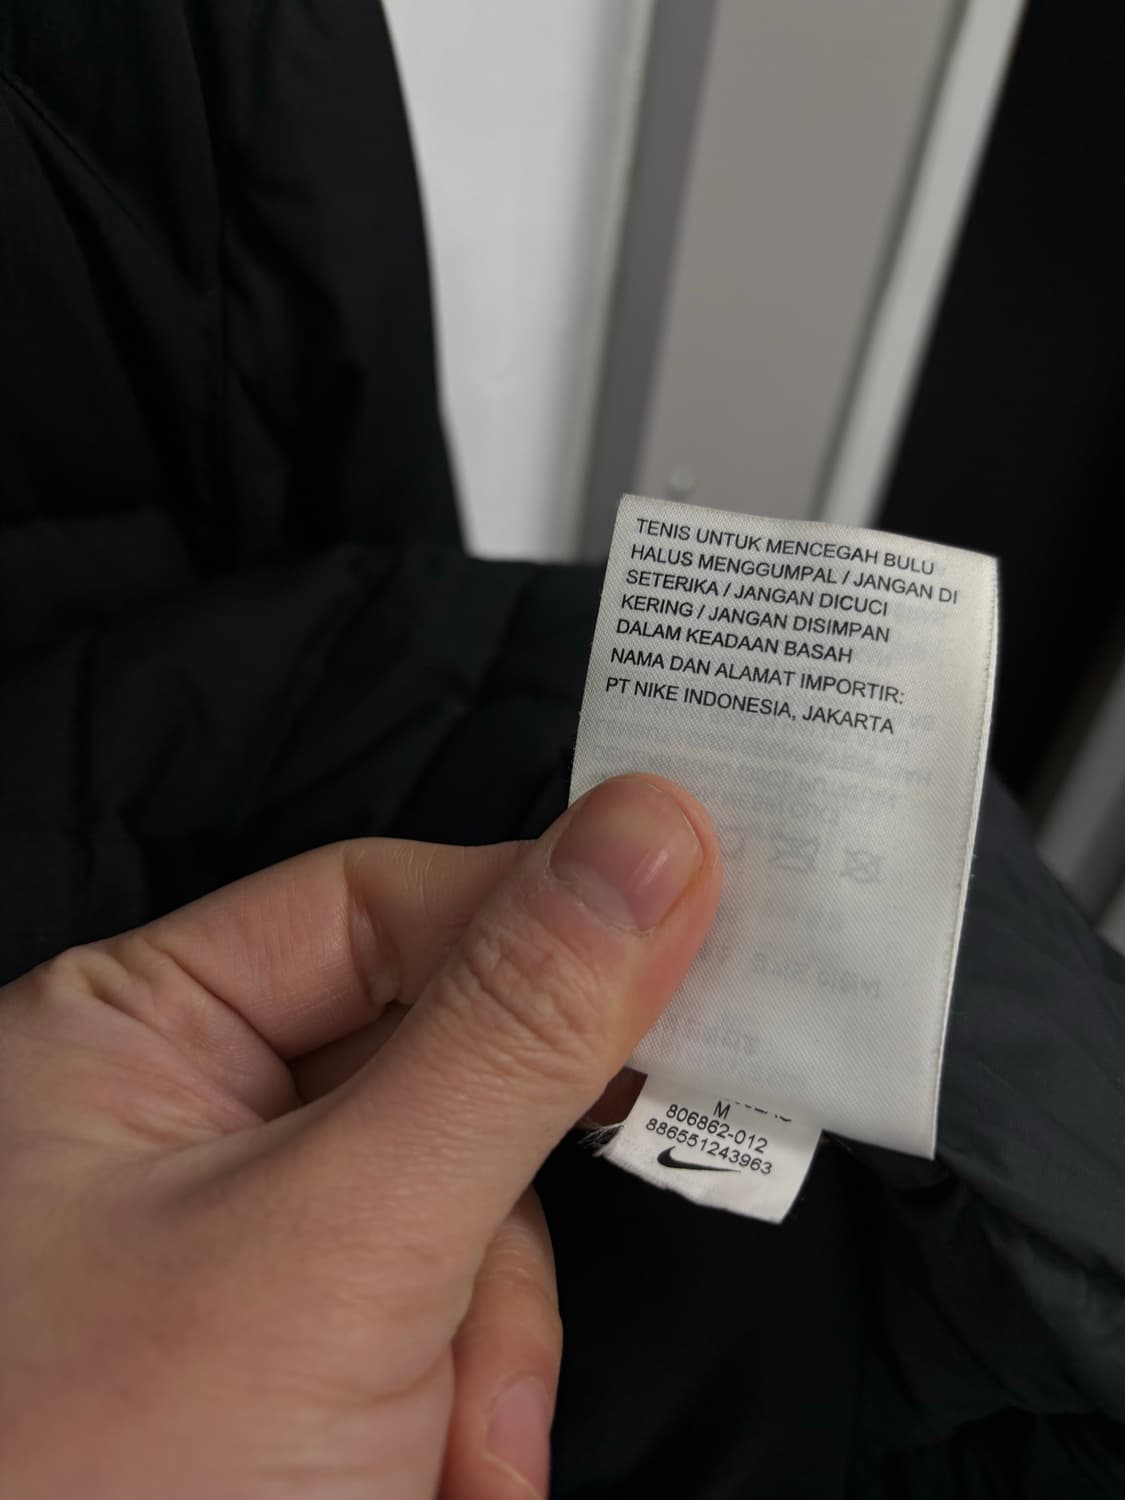 TENIS UNTUK MENCEGAH BULU
HALUS MENGGUMPAL / JANGAN DI
SETERIKA / JANGAN DICUCI
KERING / JANGAN DISIMPAN
DALAM KEADAAN BASAH
NAMA DAN ALAMAT IMPORTIR:
PT NIKE INDONESIA, JAKARTA
M
806862-012
886551243963